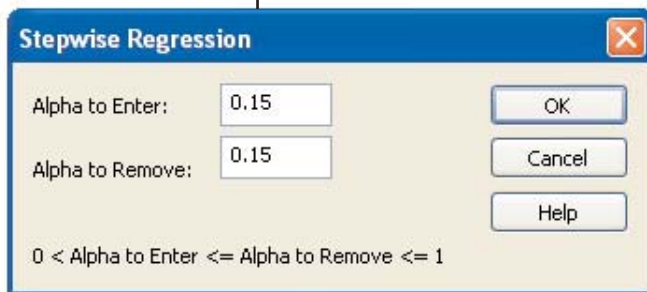 Stepwise Regression
Alpha to Enter: 0.15 OK
Alpha to Remove: 0.15 Cancel
Help
0 < Alpha to Enter <= Alpha to Remove <= 1